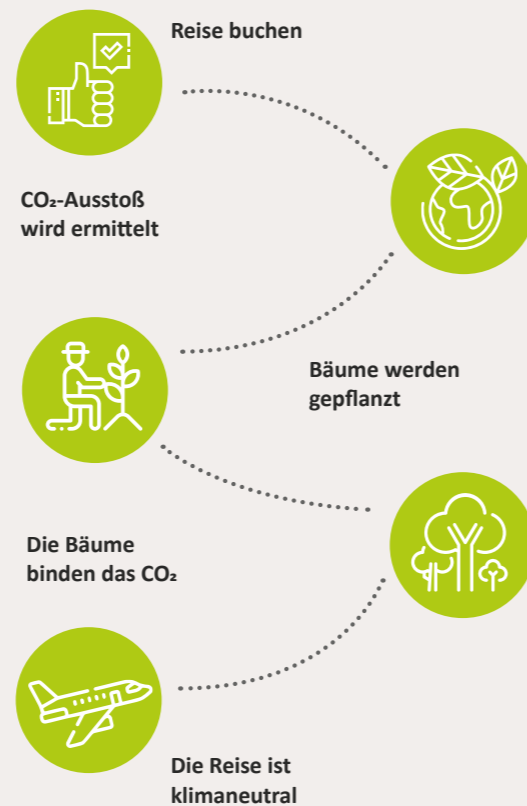 Reise buchen
CO₂-Ausstoß
wird ermittelt
Bäume werden
gepflanzt
Die Bäume
binden das CO₂
Die Reise ist
klimaneutral